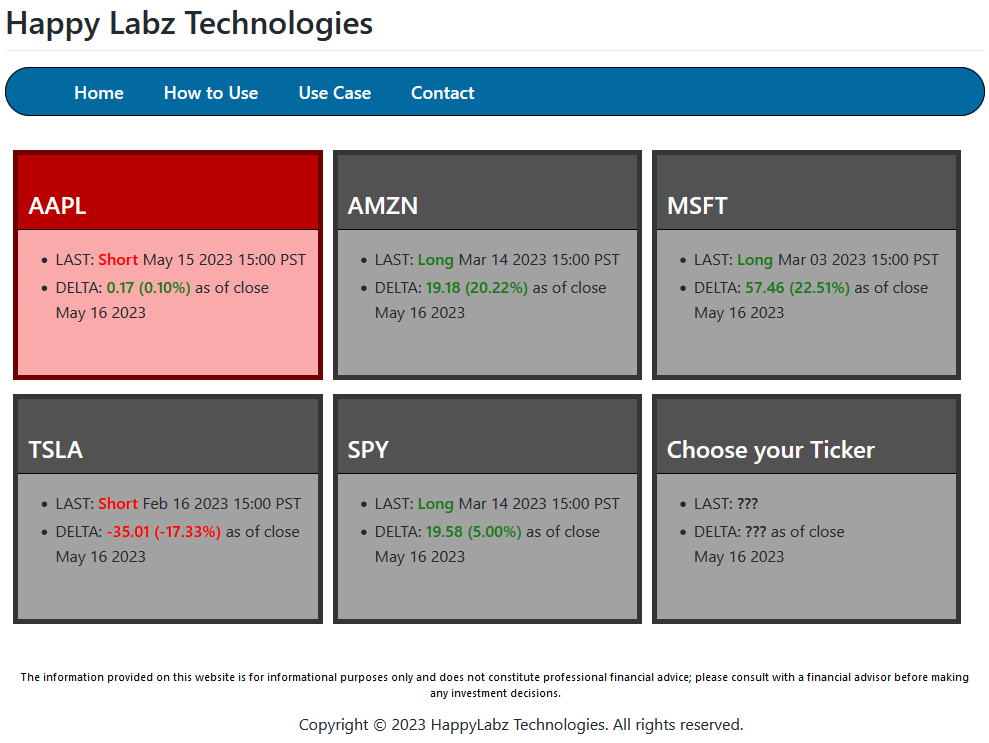 Happy Labz Technologies
Home How to Use Use Case Contact
AAPL
• LAST: Short May 15 2023 15:00 PST
• DELTA: 0.17 (0.10%) as of close
May 16 2023
AMZN
• LAST: Long Mar 14 2023 15:00 PST
• DELTA: 19.18 (20.22%) as of close
May 16 2023
MSFT
• LAST: Long Mar 03 2023 15:00 PST
• DELTA: 57.46 (22.51%) as of close
May 16 2023
TSLA
• LAST: Short Feb 16 2023 15:00 PST
• DELTA: -35.01 (-17.33%) as of close
May 16 2023
SPY
• LAST: Long Mar 14 2023 15:00 PST
• DELTA: 19.58 (5.00%) as of close
May 16 2023
Choose your Ticker
• LAST: ???
• DELTA: ??? as of close
May 16 2023
The information provided on this website is for informational purposes only and does not constitute professional financial advice; please consult with a financial advisor before making
any investment decisions.
Copyright © 2023 HappyLabz Technologies. All rights reserved.